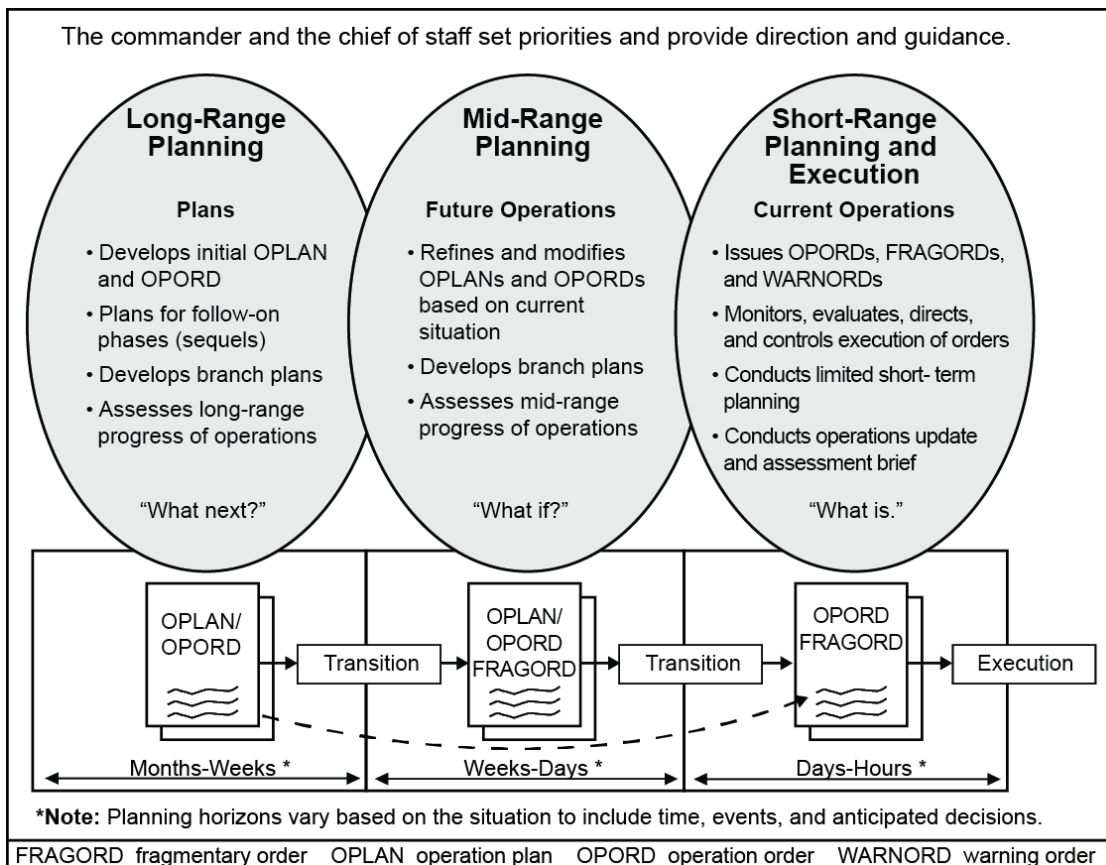 The commander and the chief of staff set priorities and provide direction and guidance.
Long-Range
Planning
Plans
• Develops initial OPLAN
and OPORD
• Plans for follow-on
phases (sequels)
• Develops branch plans
• Assesses long-range
progress of operations
“What next?”
Mid-Range
Planning
Future Operations
• Refines and modifies
OPLANs and OPORDs
based on current
situation
• Develops branch plans
• Assesses mid-range
progress of operations
“What if?”
Short-Range
Planning and
Execution
Current Operations
• Issues OPORDs, FRAGORDs,
and WARNORDs
• Monitors, evaluates, directs,
and controls execution of orders
• Conducts limited short- term
planning
• Conducts operations update
and assessment brief
“What is.”
OPLAN/
OPORD
Transition
OPLAN/
OPORD
FRAGORD
Transition
OPORD
FRAGORD
Execution
Months-Weeks *
Weeks-Days *
Days-Hours *
*Note: Planning horizons vary based on the situation to include time, events, and anticipated decisions.
FRAGORD fragmentary order OPLAN operation plan OPORD operation order WARNORD warning order